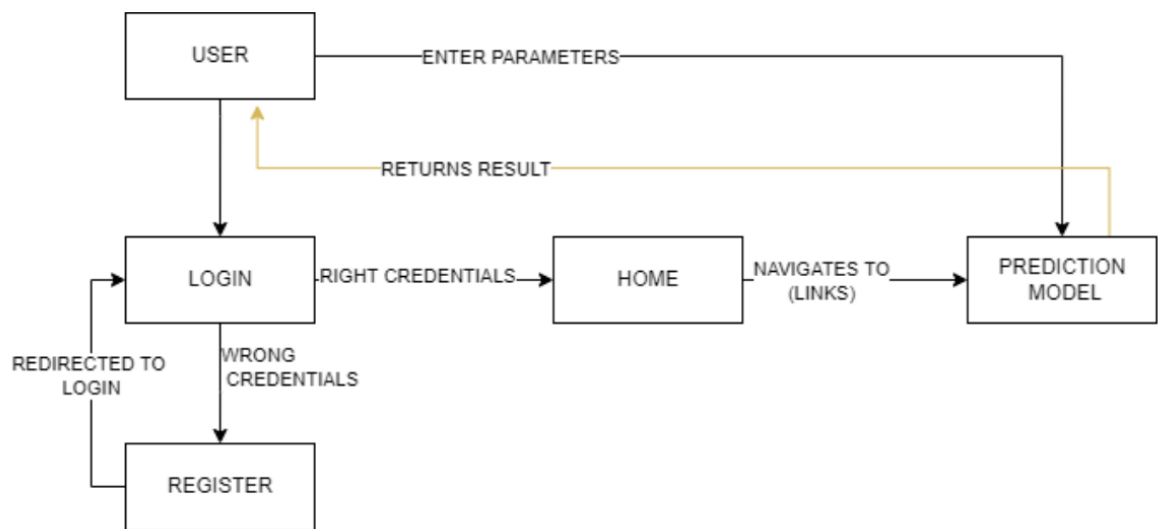 USER
ENTER PARAMETERS
RETURNS RESULT
LOGIN
RIGHT CREDENTIALS
HOME
NAVIGATES TO
(LINKS)
PREDICTION
MODEL
REDIRECTED TO
LOGIN
WRONG
CREDENTIALS
REGISTER